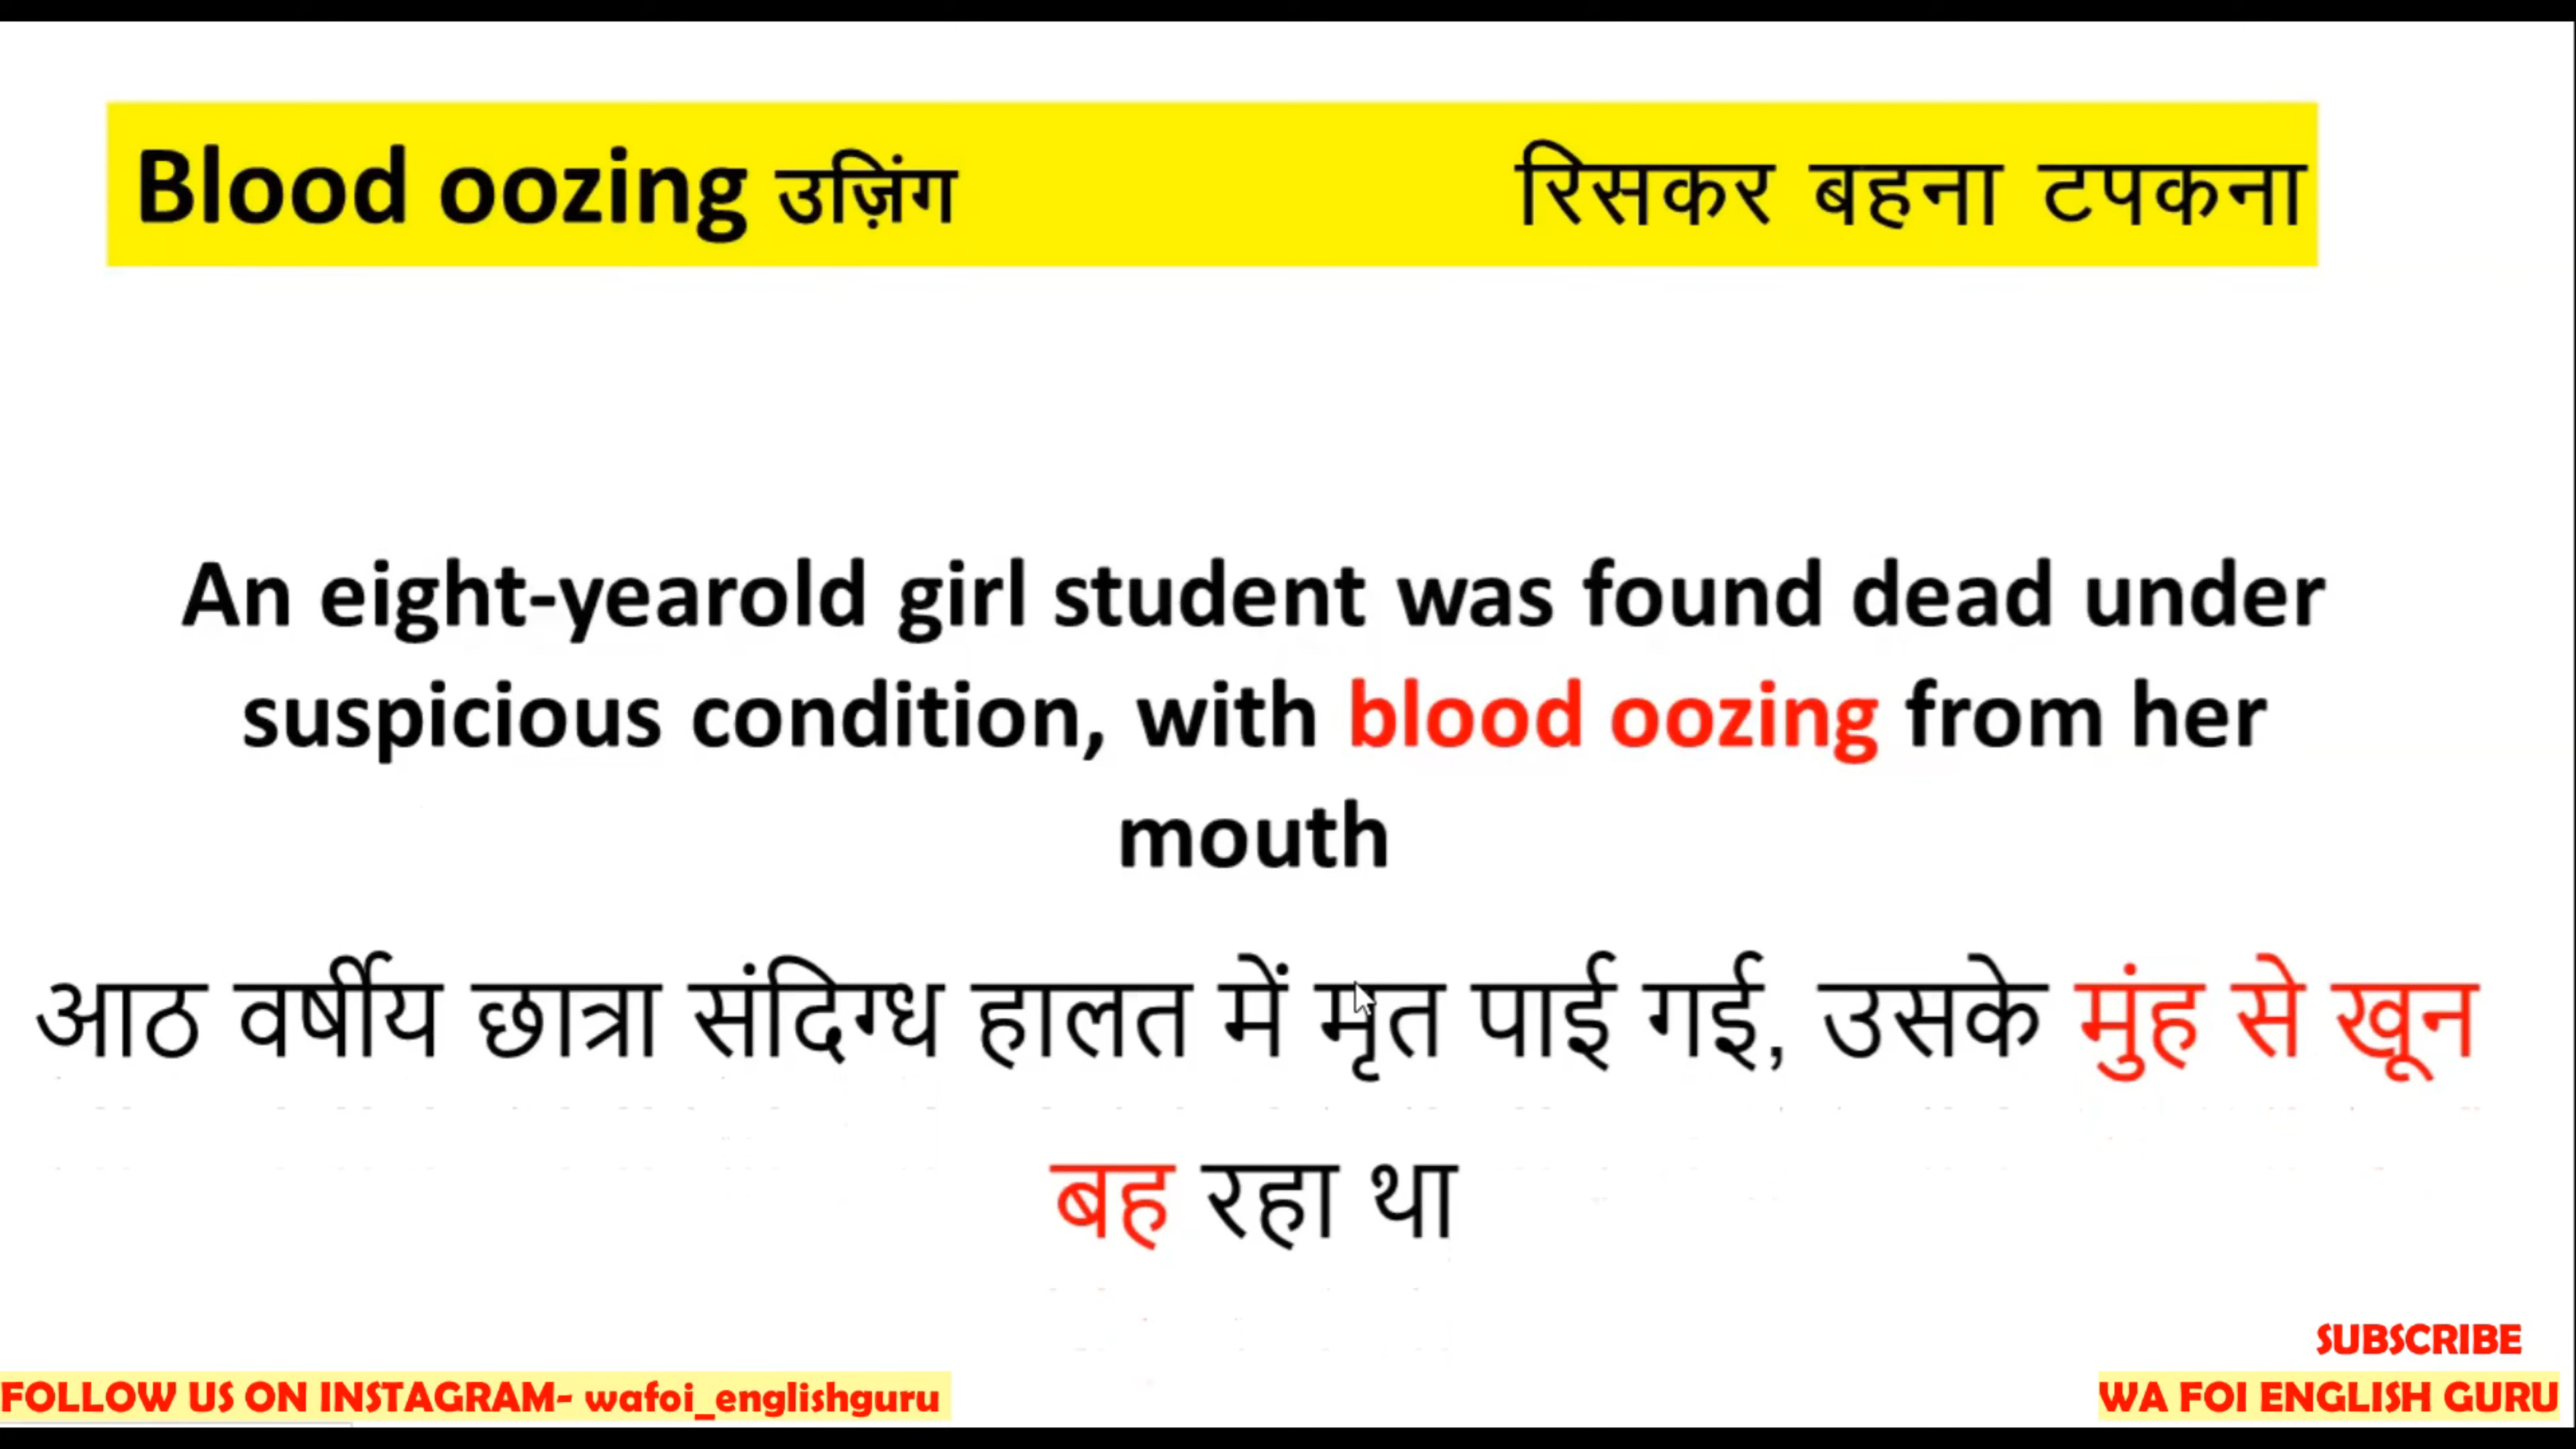 Blood oozing उज़िंग रिसकर बहना टपकना
An eight-yearold girl student was found dead under
suspicious condition, with blood oozing from her
mouth
आठ वर्षीय छात्रा संदिग्ध हालत में मृत पाई गई, उसके मुंह से खून
बह रहा था
SUBSCRIBE
FOLLOW US ON INSTAGRAM- wafoi_englishguru
WA FOI ENGLISH GURU